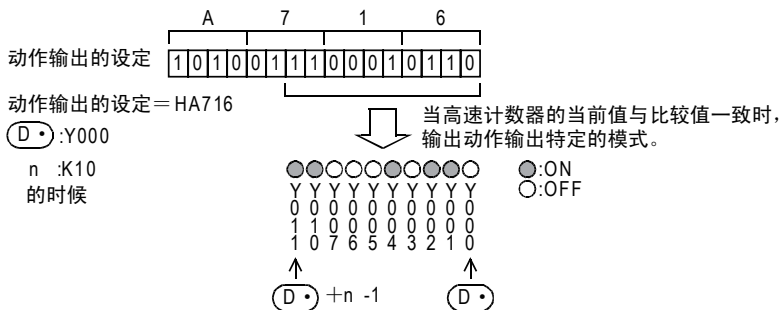 A 7 1 6
动作输出的设定 1 0 1 0 0 1 1 1 0 0 0 1 0 1 1 0
动作输出的设定＝HA716
D・:Y000
n :K10
的时候
当高速计数器的当前值与比较值一致时，
输出动作输出特定的模式。
:ON
:OFF
Y011 Y010 Y007 Y006 Y005 Y004 Y003 Y002 Y001 Y000
D・ ＋n -1 D・